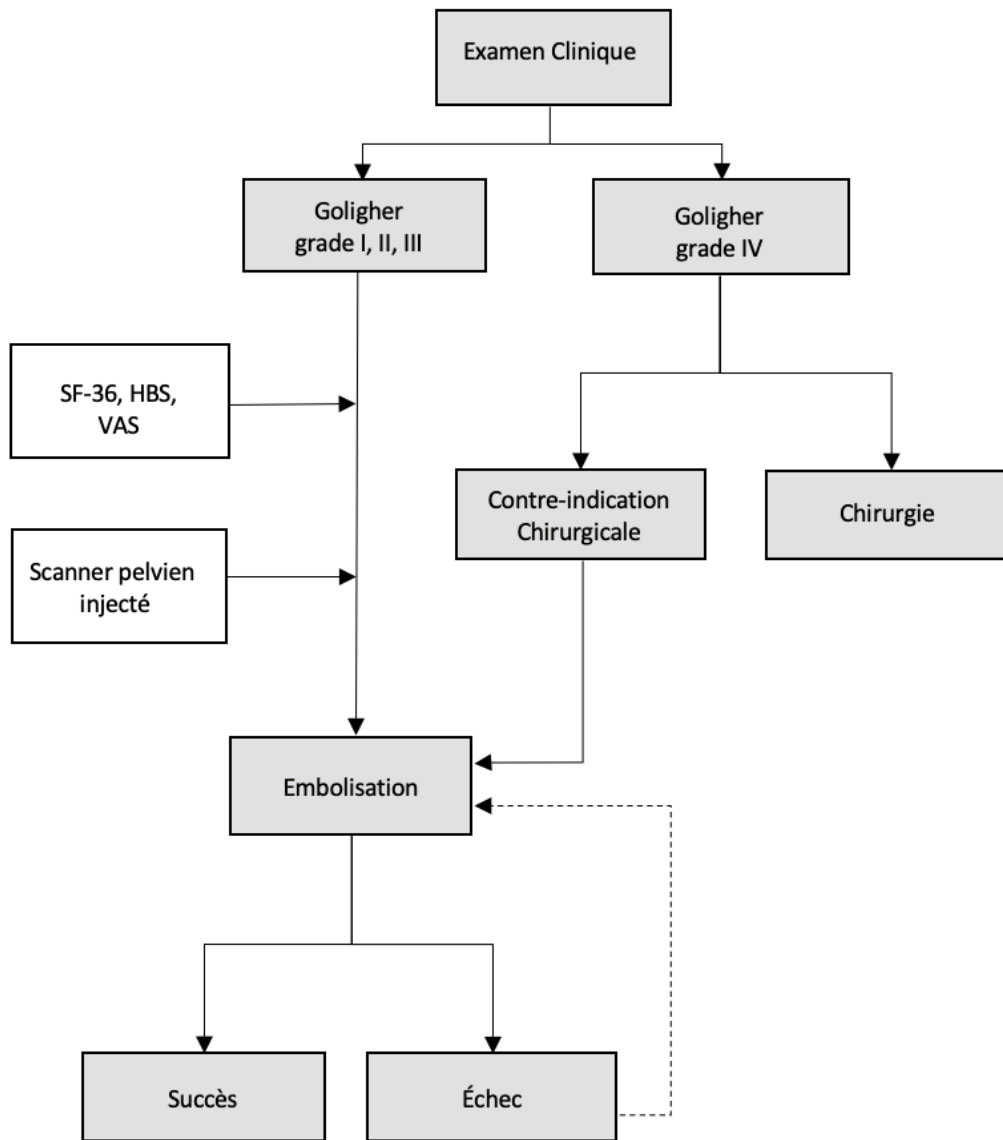 Examen Clinique
Goligher
grade I, II, III
Goligher
grade IV
SF-36, HBS,
VAS
Contre-indication
Chirurgicale
Chirurgie
Scanner pelvien
injecté
Embolisation
Succès
Échec